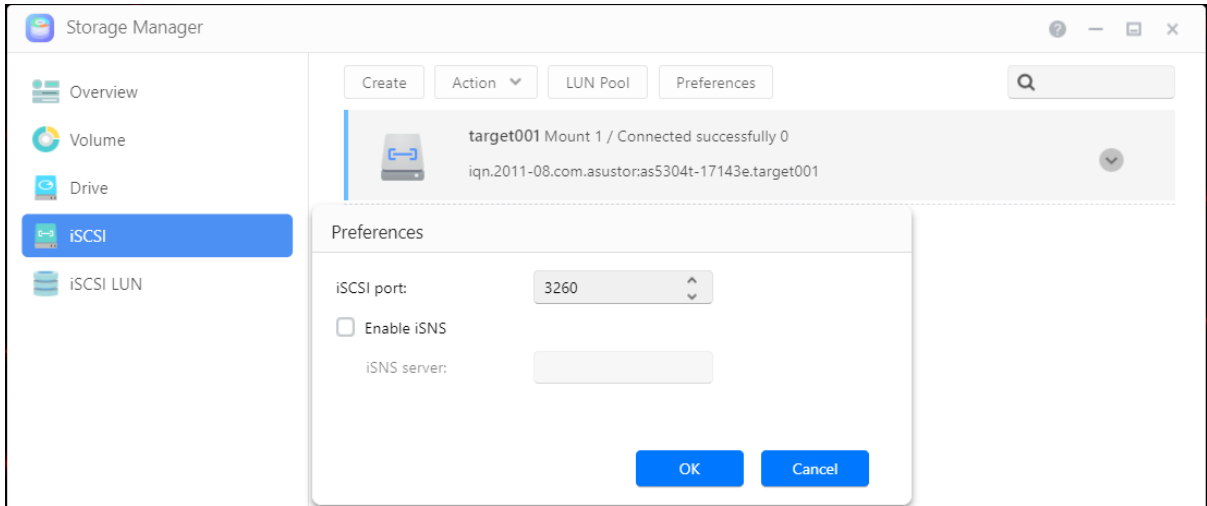 Storage Manager
Overview
Volume
Drive
iSCSI
iSCSI LUN
Create Action LUN Pool Preferences
target001 Mount 1 / Connected successfully 0
iqn.2011-08.com.asustor:as5304t-17143e.target001
Preferences
iSCSI port: 3260
Enable iSNS
iSNS server:
OK Cancel